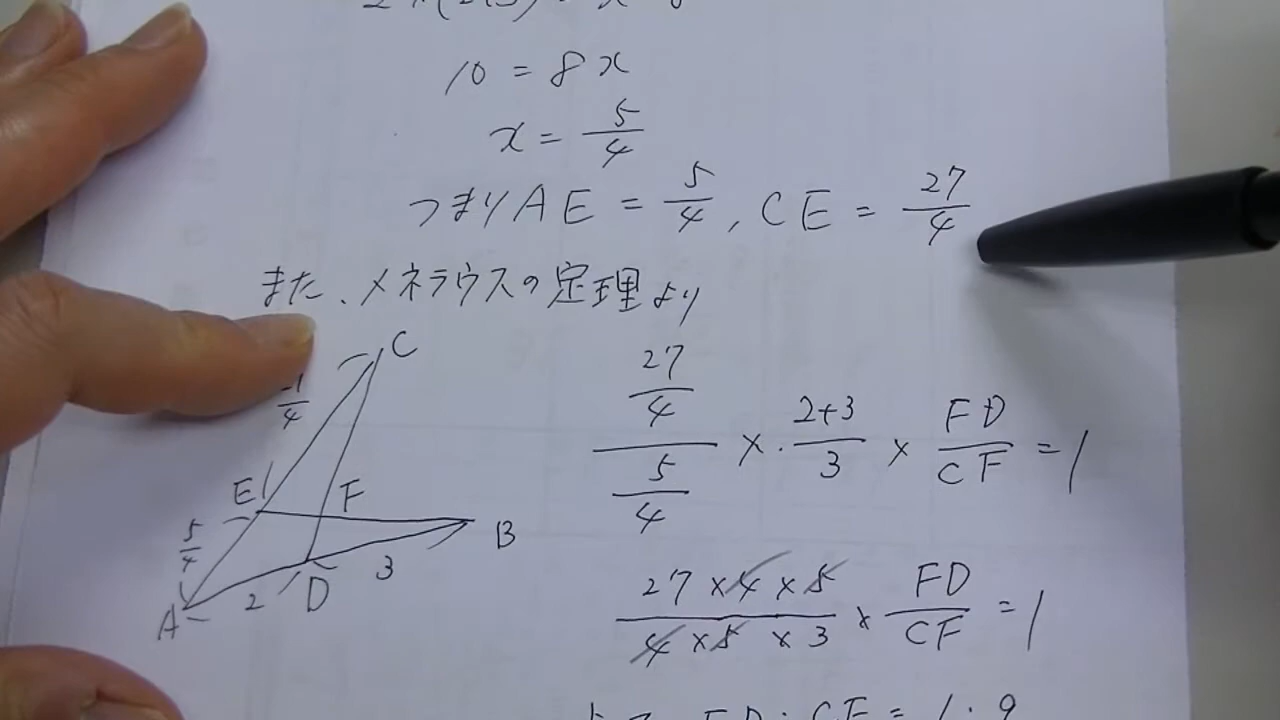 10 = 8x
x = 5/4
つまりAE = 5/4, CE = 27/4
また、メネラウスの定理より
(27/4)/(5/4) × (2+3)/3 × FD/CF = 1
C
E
F
B
5/4
D
3
2
A
(27×4×5)/(4×5×3) × FD/CF = 1